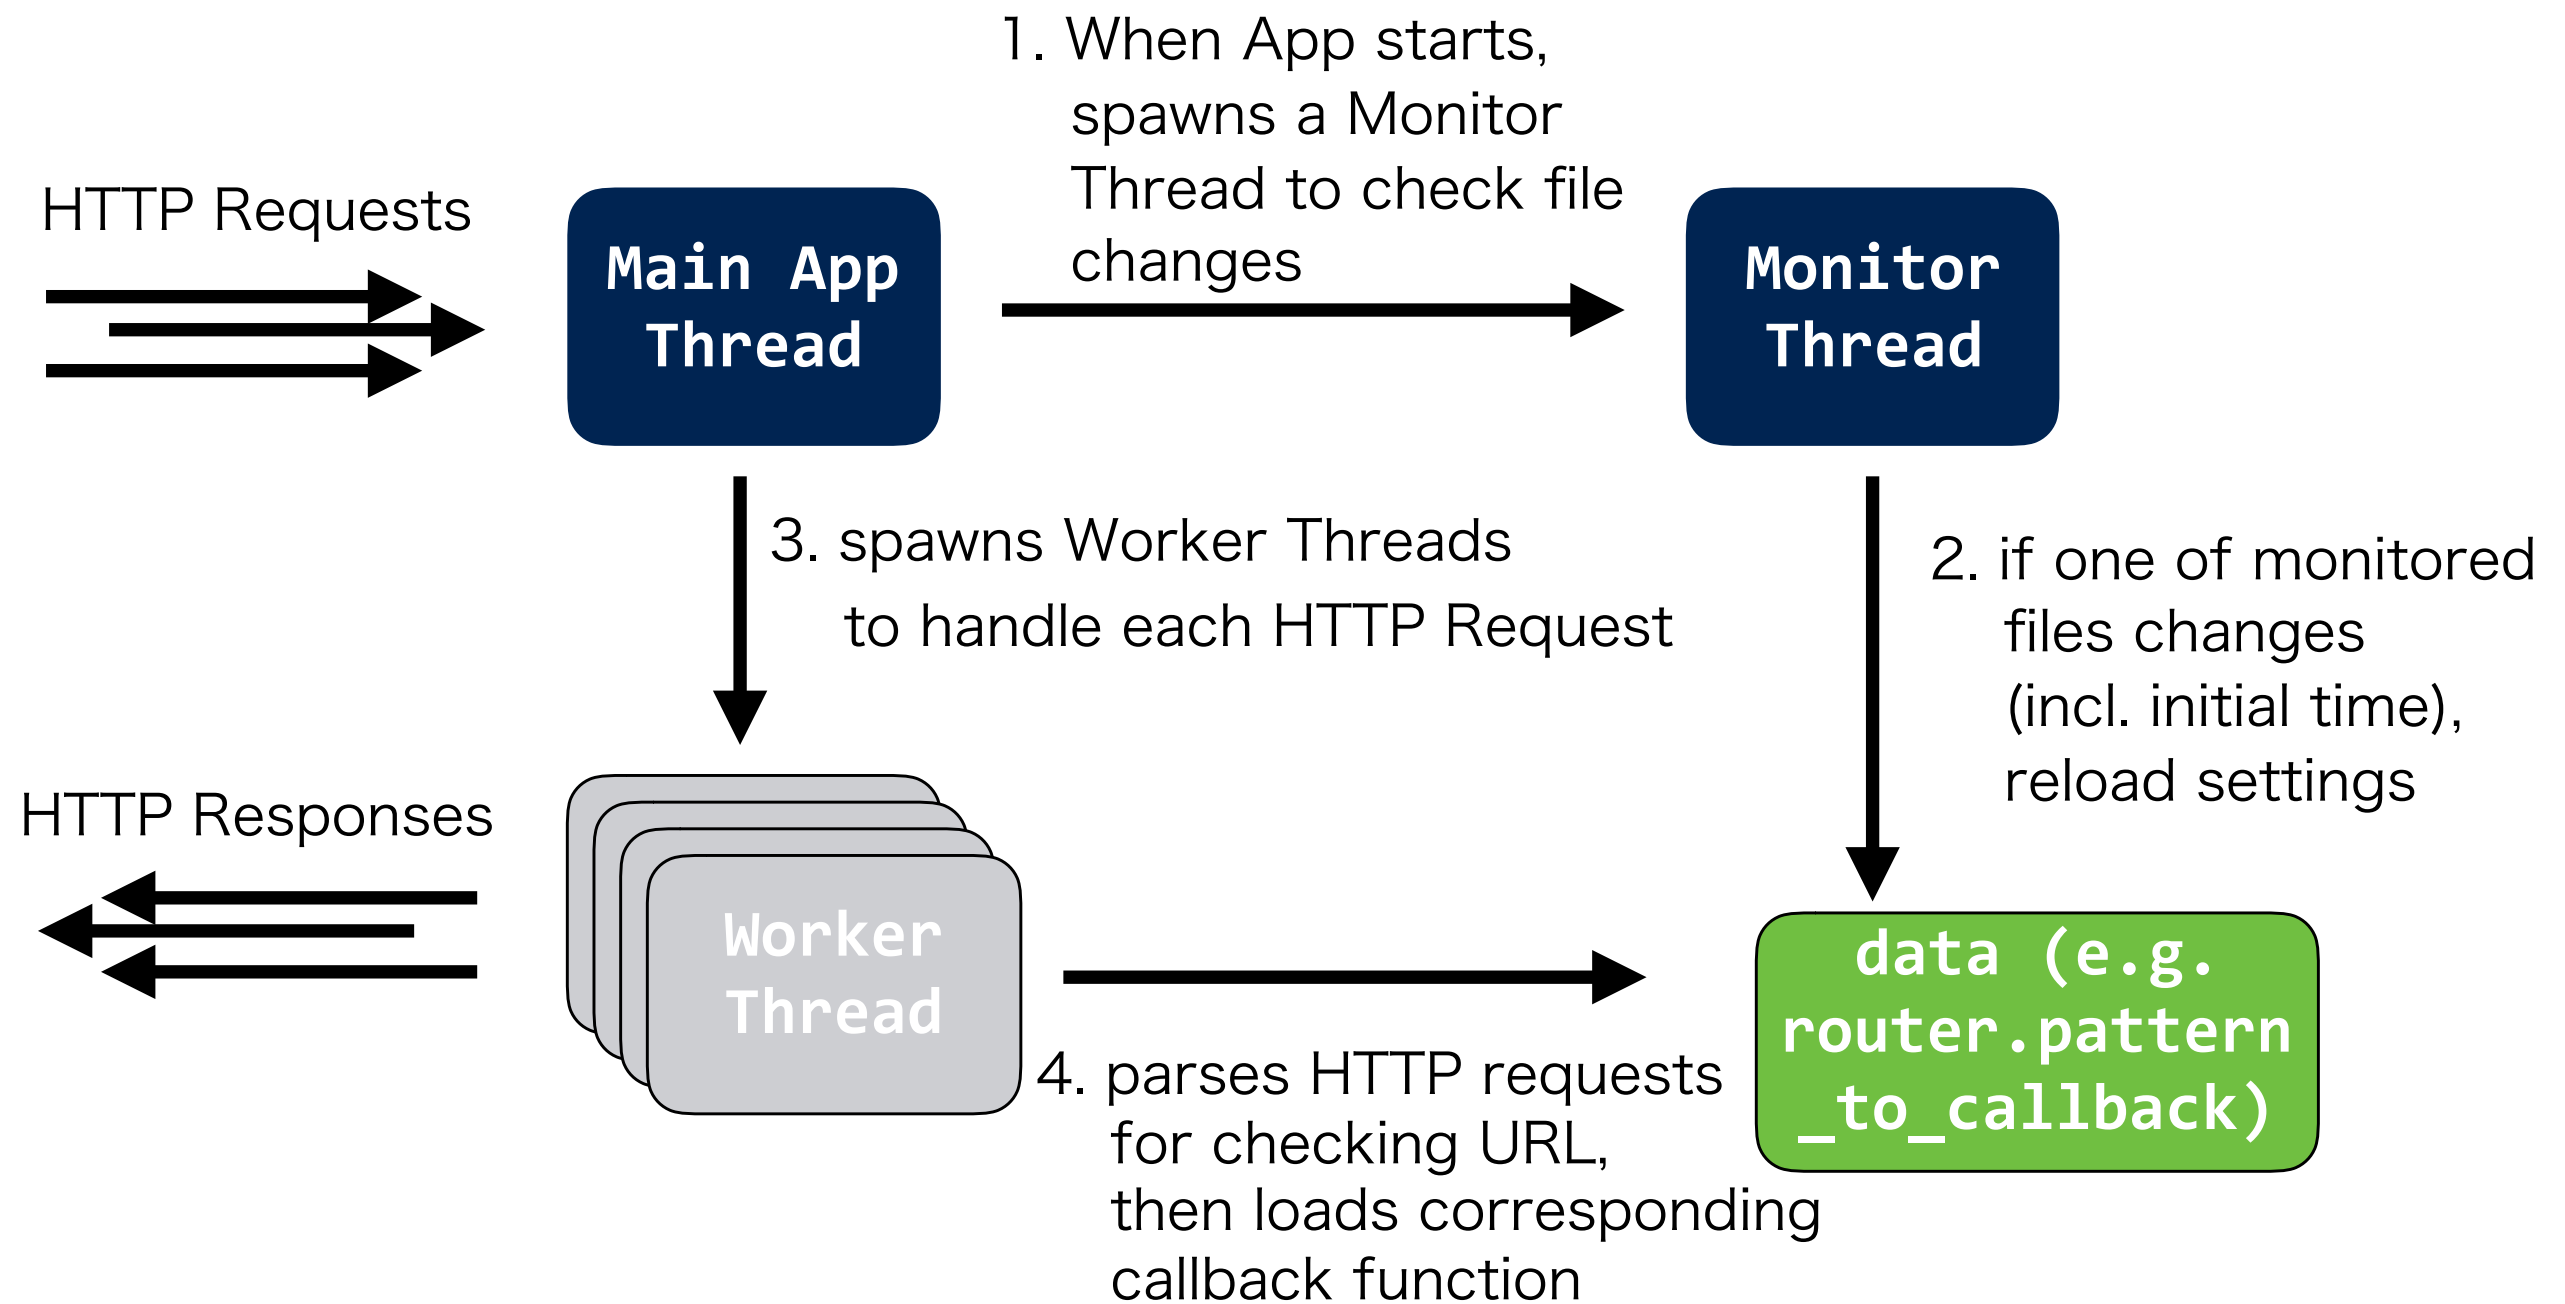 1. When App starts,
spawns a Monitor
Thread to check file
changes
HTTP Requests
Main App
Thread
Monitor
Thread
3. spawns Worker Threads
to handle each HTTP Request
2. if one of monitored
files changes
(incl. initial time),
reload settings
HTTP Responses
Worker
Thread
data (e.g.
router.pattern
_to_callback)
4. parses HTTP requests
for checking URL,
then loads corresponding
callback function